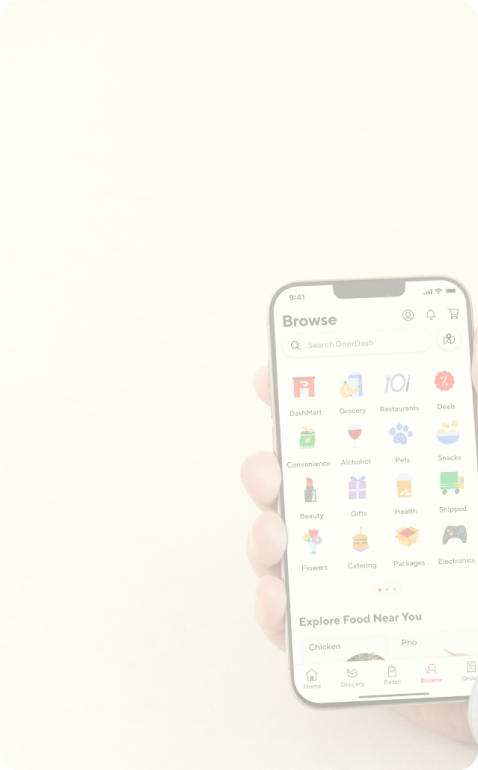 9:41
Browse
Search DoorDash
DashMart Grocery Restaurants Deals
Convenience Alchohol Pets Snacks
Beauty Gifts Health Shipped
Flowers Catering Packages Electronics
Explore Food Near You
Chicken Pho
Home Grocery Retail Browse